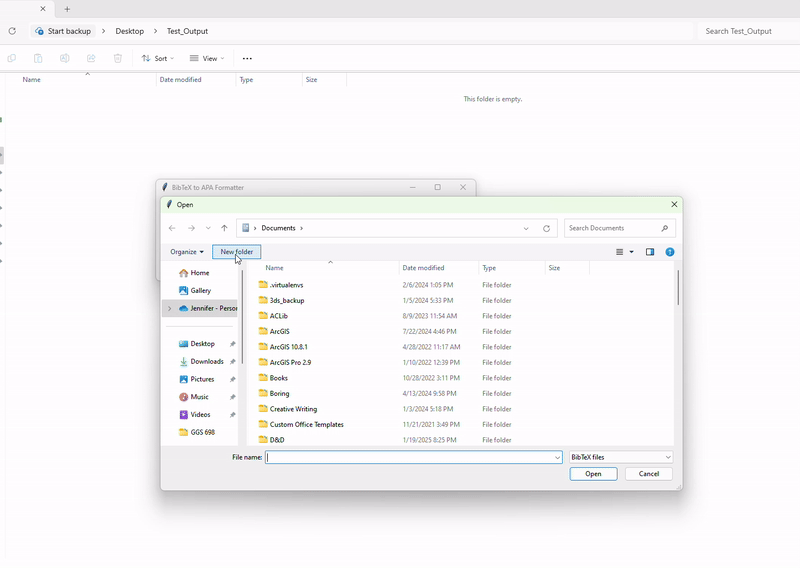 Start backup > Desktop > Test_Output
Search Test_Output
Sort
View
Name Date modified Type Size
This folder is empty.
BibTeX to APA Formatter
Open
Documents >
Search Documents
Organize
New folder
Home
Gallery
Jennifer - Person
Desktop
Downloads
Pictures
Music
Videos
GGS 698
Name Date modified Type Size
.virtualenvs 2/6/2024 1:05 PM File folder
3ds_backup 1/5/2024 5:33 PM File folder
ACLib 8/9/2023 11:54 AM File folder
ArcGIS 7/22/2024 4:46 PM File folder
ArcGIS 10.8.1 4/28/2022 11:17 AM File folder
ArcGIS Pro 2.9 1/10/2022 12:39 PM File folder
Books 10/28/2022 3:11 PM File folder
Boring 4/13/2024 9:58 PM File folder
Creative Writing 1/3/2024 5:18 PM File folder
Custom Office Templates 11/21/2021 3:49 PM File folder
D&D 1/19/2025 8:25 PM File folder
File name:
BibTeX files
Open
Cancel